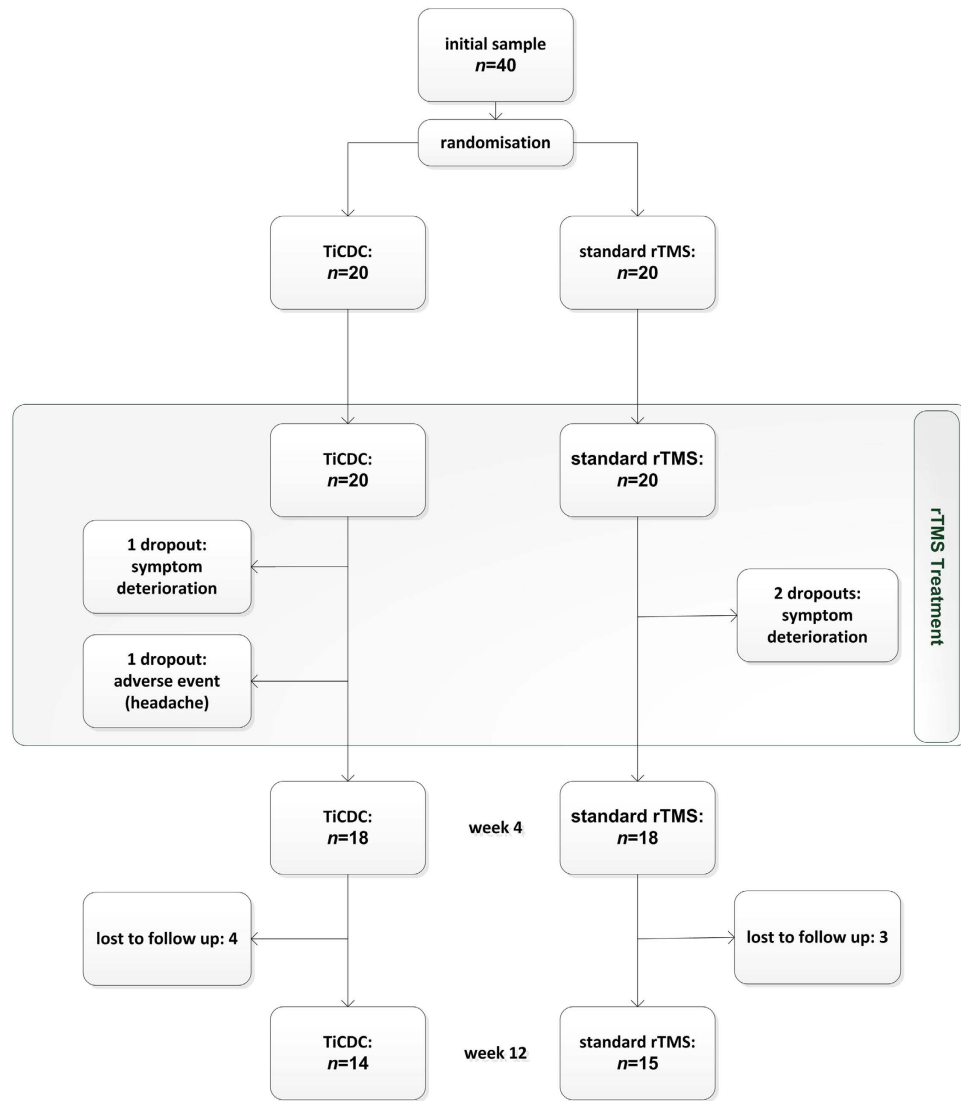 initial sample
n=40
randomisation
TiCDC:
n=20
standard rTMS:
n=20
TiCDC:
n=20
standard rTMS:
n=20
1 dropout:
symptom
deterioration
2 dropouts:
symptom
deterioration
1 dropout:
adverse event
(headache)
rTMS Treatment
TiCDC:
n=18
week 4
standard rTMS:
n=18
lost to follow up: 4
lost to follow up: 3
TiCDC:
n=14
week 12
standard rTMS:
n=15